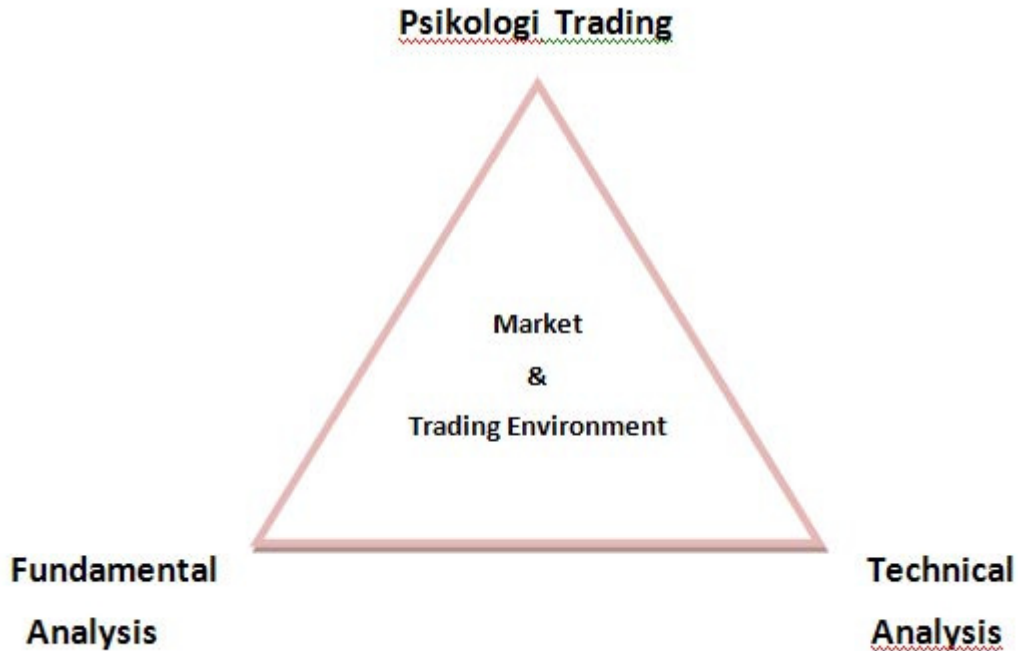 Psikologi Trading
Market
&
Trading Environment
Fundamental
Analysis
Technical
Analysis